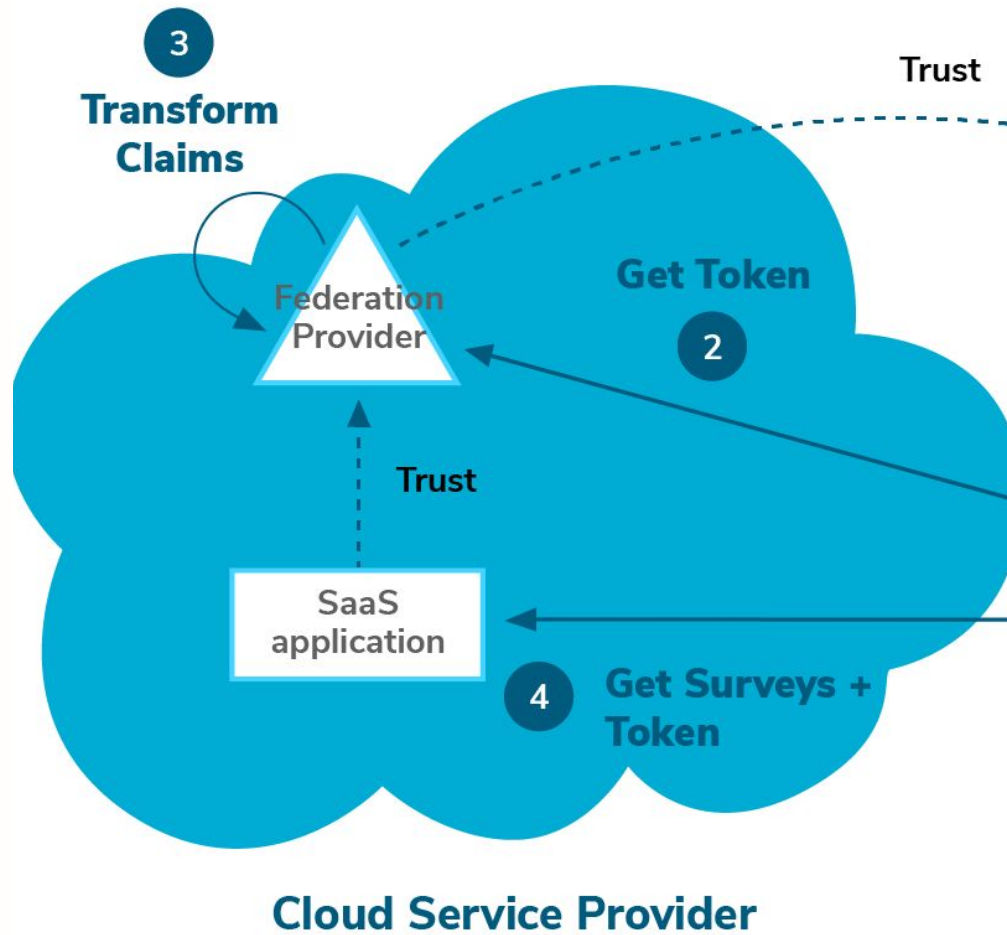 3
Transform
Claims
Trust
Federation
Provider
Get Token
2
Trust
SaaS
application
4
Get Surveys +
Token
Cloud Service Provider